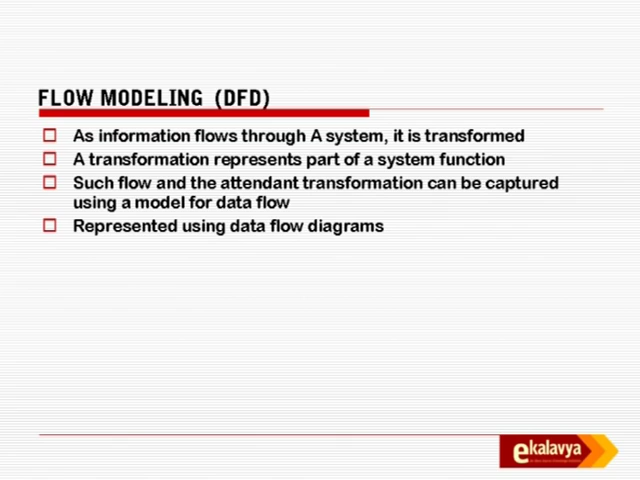 FLOW MODELING (DFD)
As information flows through A system, it is transformed
A transformation represents part of a system function
Such flow and the attendant transformation can be captured
using a model for data flow
Represented using data flow diagrams
ekalavya